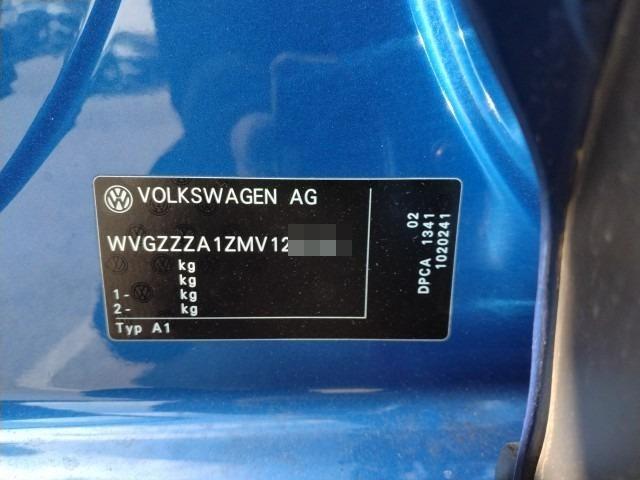 VOLKSWAGEN AG
WVGZZZA1ZMV12
kg
kg
1- kg
2- kg
Typ A1
02
DPCA 1341
1020241